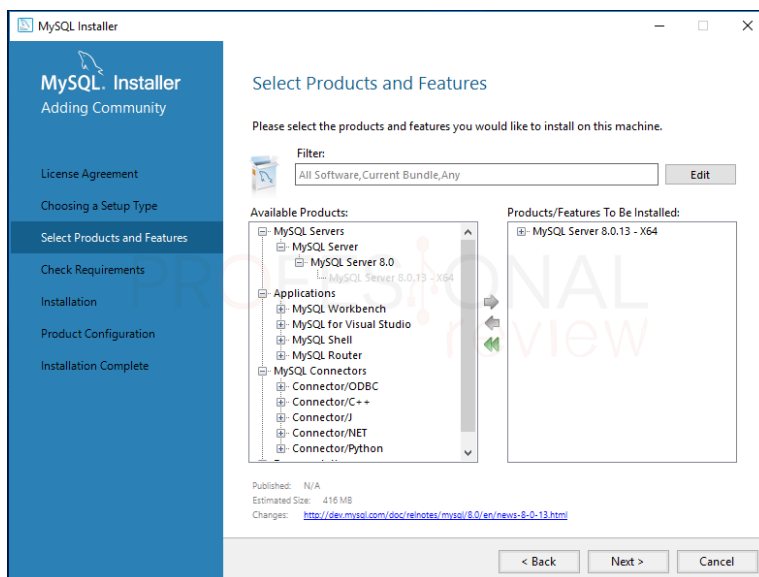 MySQL Installer
MySQL. Installer
Adding Community
License Agreement
Choosing a Setup Type
Select Products and Features
Check Requirements
Installation
Product Configuration
Installation Complete
Select Products and Features
Please select the products and features you would like to install on this machine.
Filter:
All Software,Current Bundle,Any
Edit
Available Products:
MySQL Servers
MySQL Server
MySQL Server 8.0
MySQL Server 8.0.13 - X64
Applications
MySQL Workbench
MySQL for Visual Studio
MySQL Shell
MySQL Router
MySQL Connectors
Connector/ODBC
Connector/C++
Connector/J
Connector/NET
Connector/Python
Products/Features To Be Installed:
MySQL Server 8.0.13 - X64
PROFESIONAL
review
Published: N/A
Estimated Size: 416 MB
Changes: http://dev.mysql.com/doc/relnotes/mysql/8.0/en/news-8-0-13.html
< Back
Next >
Cancel